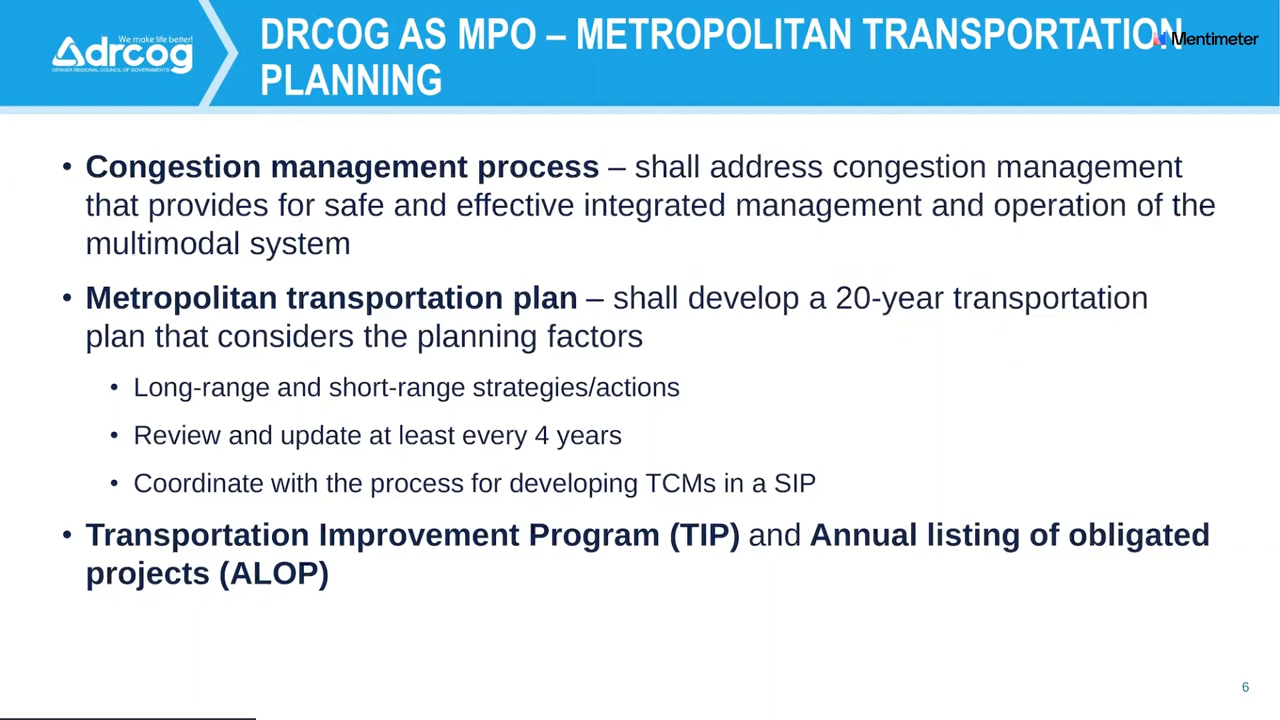 We make life better!
drcog
DENVER REGIONAL COUNCIL OF GOVERNMENTS
DRCOG AS MPO – METROPOLITAN TRANSPORTATION
PLANNING
Mentimeter
• Congestion management process – shall address congestion management
that provides for safe and effective integrated management and operation of the
multimodal system
• Metropolitan transportation plan – shall develop a 20-year transportation
plan that considers the planning factors
• Long-range and short-range strategies/actions
• Review and update at least every 4 years
• Coordinate with the process for developing TCMs in a SIP
• Transportation Improvement Program (TIP) and Annual listing of obligated
projects (ALOP)
6